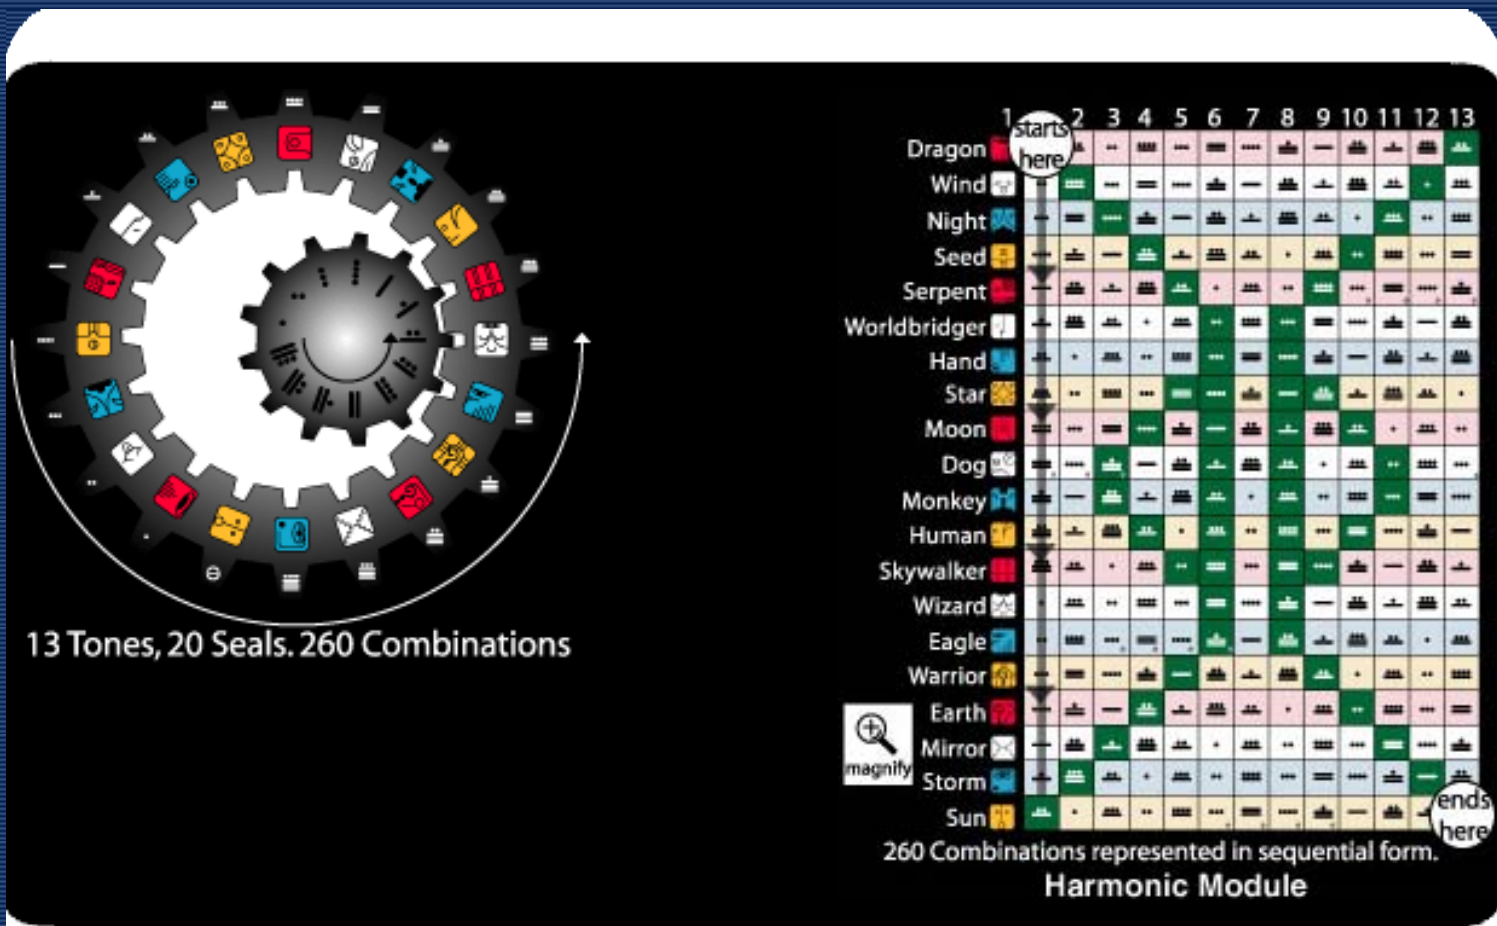 13 Tones, 20 Seals. 260 Combinations
1 2 3 4 5 6 7 8 9 10 11 12 13
starts
here
Dragon
Wind
Night
Seed
Serpent
Worldbridger
Hand
Star
Moon
Dog
Monkey
Human
Skywalker
Wizard
Eagle
Warrior
Earth
Mirror
magnify
Storm
Sun
ends
here
260 Combinations represented in sequential form.
Harmonic Module